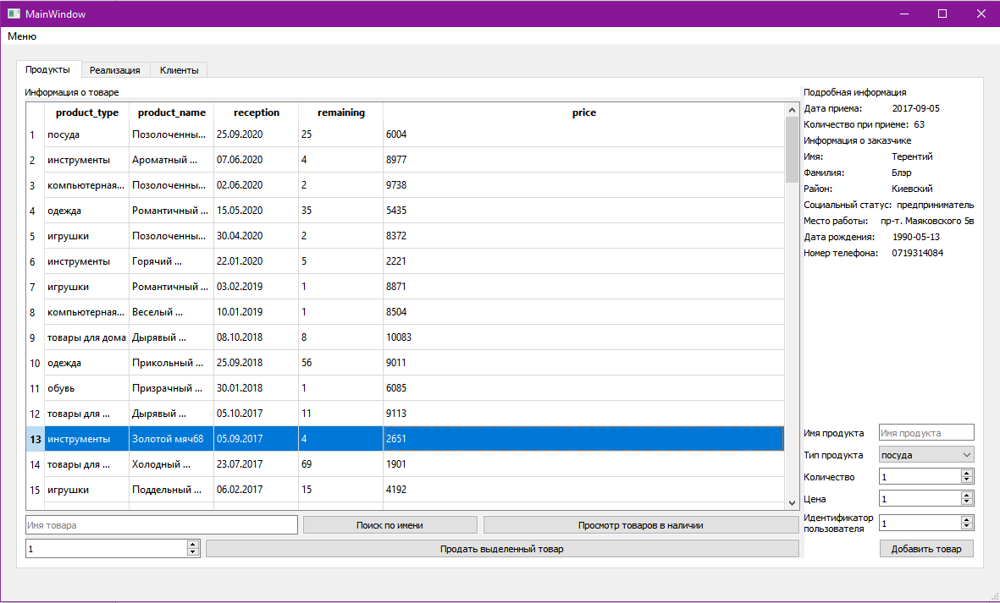 MainWindow
Меню
Продукты Реализация Клиенты
Информация о товаре
product_type product_name reception remaining price
1 посуда Позолоченны... 25.09.2020 25 6004
2 инструменты Ароматный ... 07.06.2020 4 8977
3 компьютерная... Позолоченны... 02.06.2020 2 9738
4 одежда Романтичный ... 15.05.2020 35 5435
5 игрушки Позолоченны... 30.04.2020 2 8372
6 инструменты Горячий ... 22.01.2020 5 2221
7 игрушки Романтичный ... 03.02.2019 1 8871
8 компьютерная... Веселый ... 10.01.2019 1 8504
9 товары для дома Дырявый ... 08.10.2018 8 10083
10 одежда Прикольный ... 25.09.2018 56 9011
11 обувь Призрачный ... 30.01.2018 1 6085
12 товары для ... Дырявый ... 05.10.2017 11 9113
13 инструменты Золотой мяч68 05.09.2017 4 2651
14 товары для ... Холодный ... 23.07.2017 69 1901
15 игрушки Поддельный ... 06.02.2017 15 4192
Имя товара Поиск по имени Просмотр товаров в наличии
1 Продать выделенный товар
Подробная информация
Дата приема: 2017-09-05
Количество при приеме: 63
Информация о заказчике
Имя: Терентий
Фамилия: Блэр
Район: Киевский
Социальный статус: предприниматель
Место работы: пр-т. Маяковского 5в
Дата рождения: 1990-05-13
Номер телефона: 0719314084
Имя продукта Имя продукта
Тип продукта посуда
Количество 1
Цена 1
Идентификатор
пользователя 1
Добавить товар